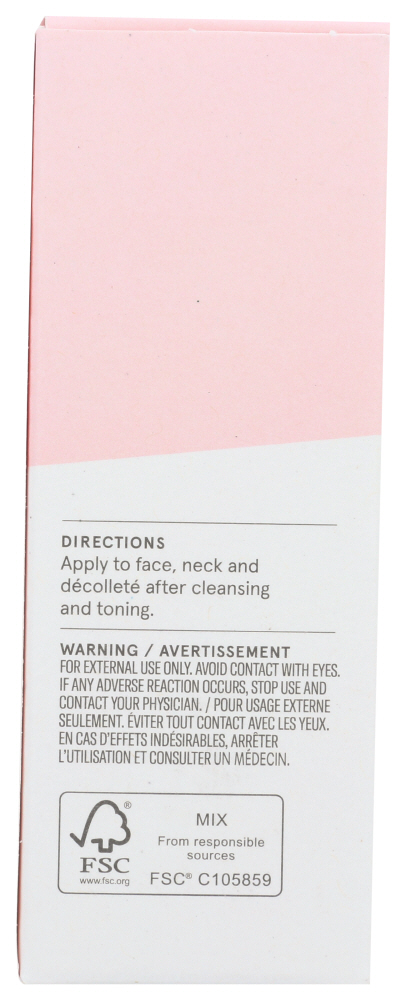 DIRECTIONS
Apply to face, neck and
décolleté after cleansing
and toning.
WARNING / AVERTISSEMENT
FOR EXTERNAL USE ONLY. AVOID CONTACT WITH EYES.
IF ANY ADVERSE REACTION OCCURS, STOP USE AND
CONTACT YOUR PHYSICIAN. / POUR USAGE EXTERNE
SEULEMENT. ÉVITER TOUT CONTACT AVEC LES YEUX.
EN CAS D'EFFETS INDÉSIRABLES, ARRÊTER
L'UTILISATION ET CONSULTER UN MÉDECIN.
®
FSC
www.fsc.org
MIX
From responsible
sources
FSC® C105859